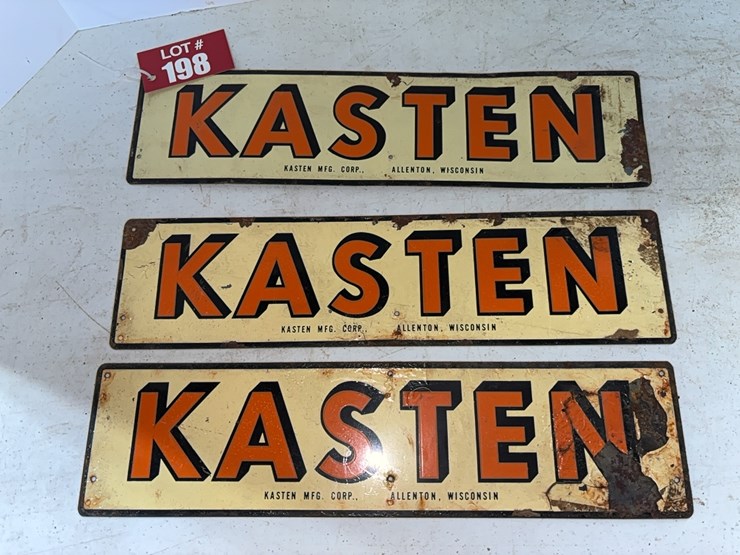 LOT #
198
KASTEN
KASTEN MFG. CORP., ALLENTON, WISCONSIN
KASTEN
KASTEN MFG. CORP., ALLENTON, WISCONSIN
KASTEN
KASTEN MFG. CORP., ALLENTON, WISCONSIN